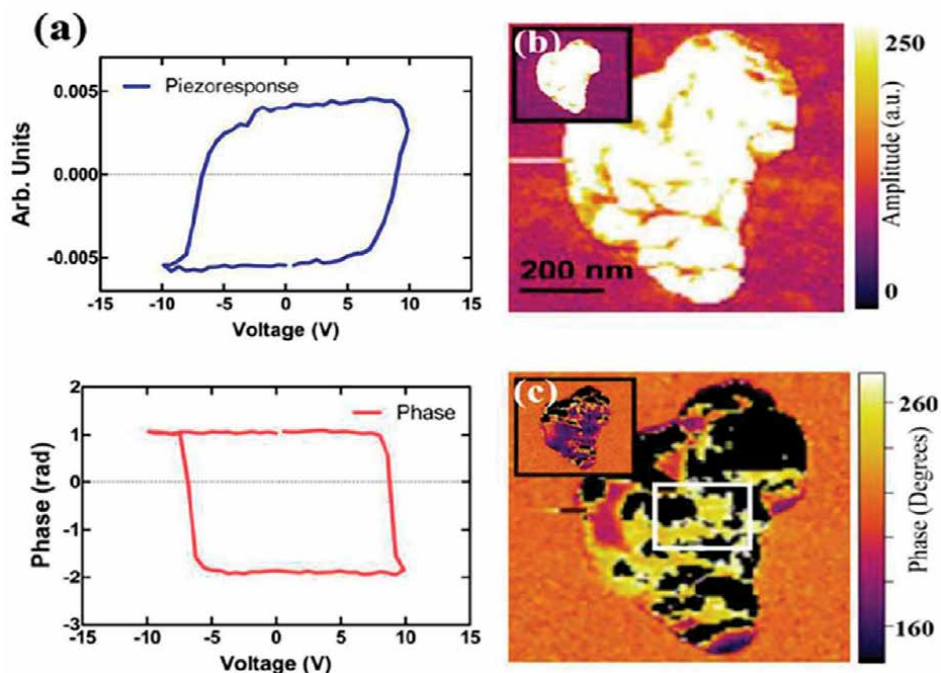 (a)
Piezoresponse
0.005
0.000
-0.005
Arb. Units
-15 -10 -5 0 5 10 15
Voltage (V)
(b)
200 nm
250
0
Amplitude (a.u.)
Phase
2
1
0
-1
-2
-3
Phase (rad)
-15 -10 -5 0 5 10 15
Voltage (V)
(c)
260
160
Phase (Degrees)